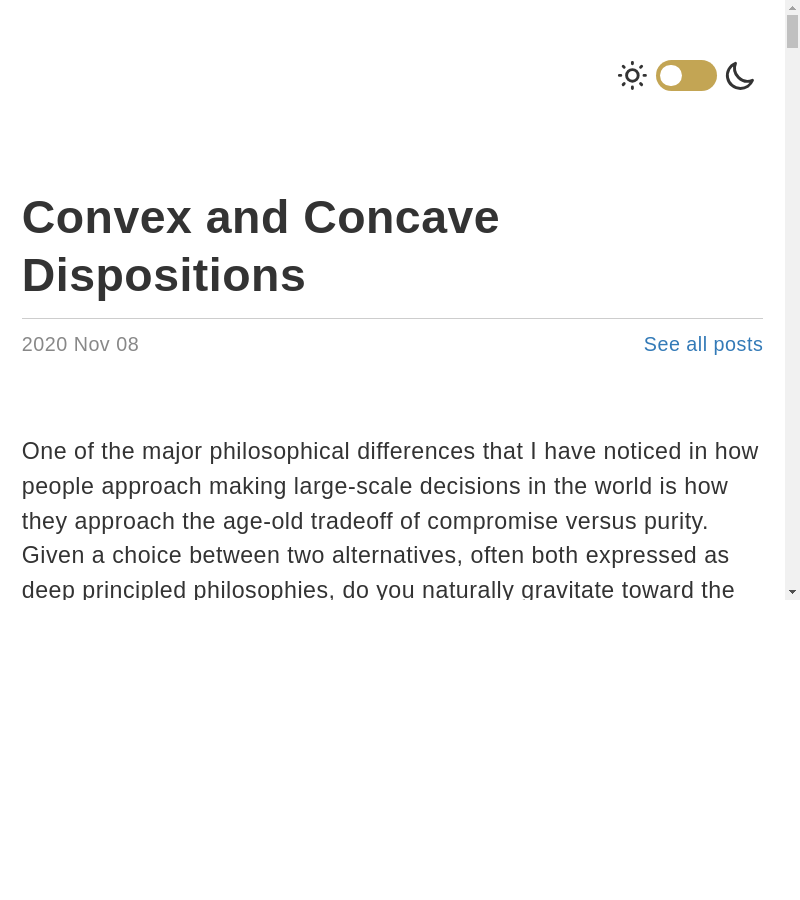 Convex and Concave
Dispositions
2020 Nov 08 See all posts
One of the major philosophical differences that I have noticed in how
people approach making large-scale decisions in the world is how
they approach the age-old tradeoff of compromise versus purity.
Given a choice between two alternatives, often both expressed as
deep principled philosophies, do you naturally gravitate toward the